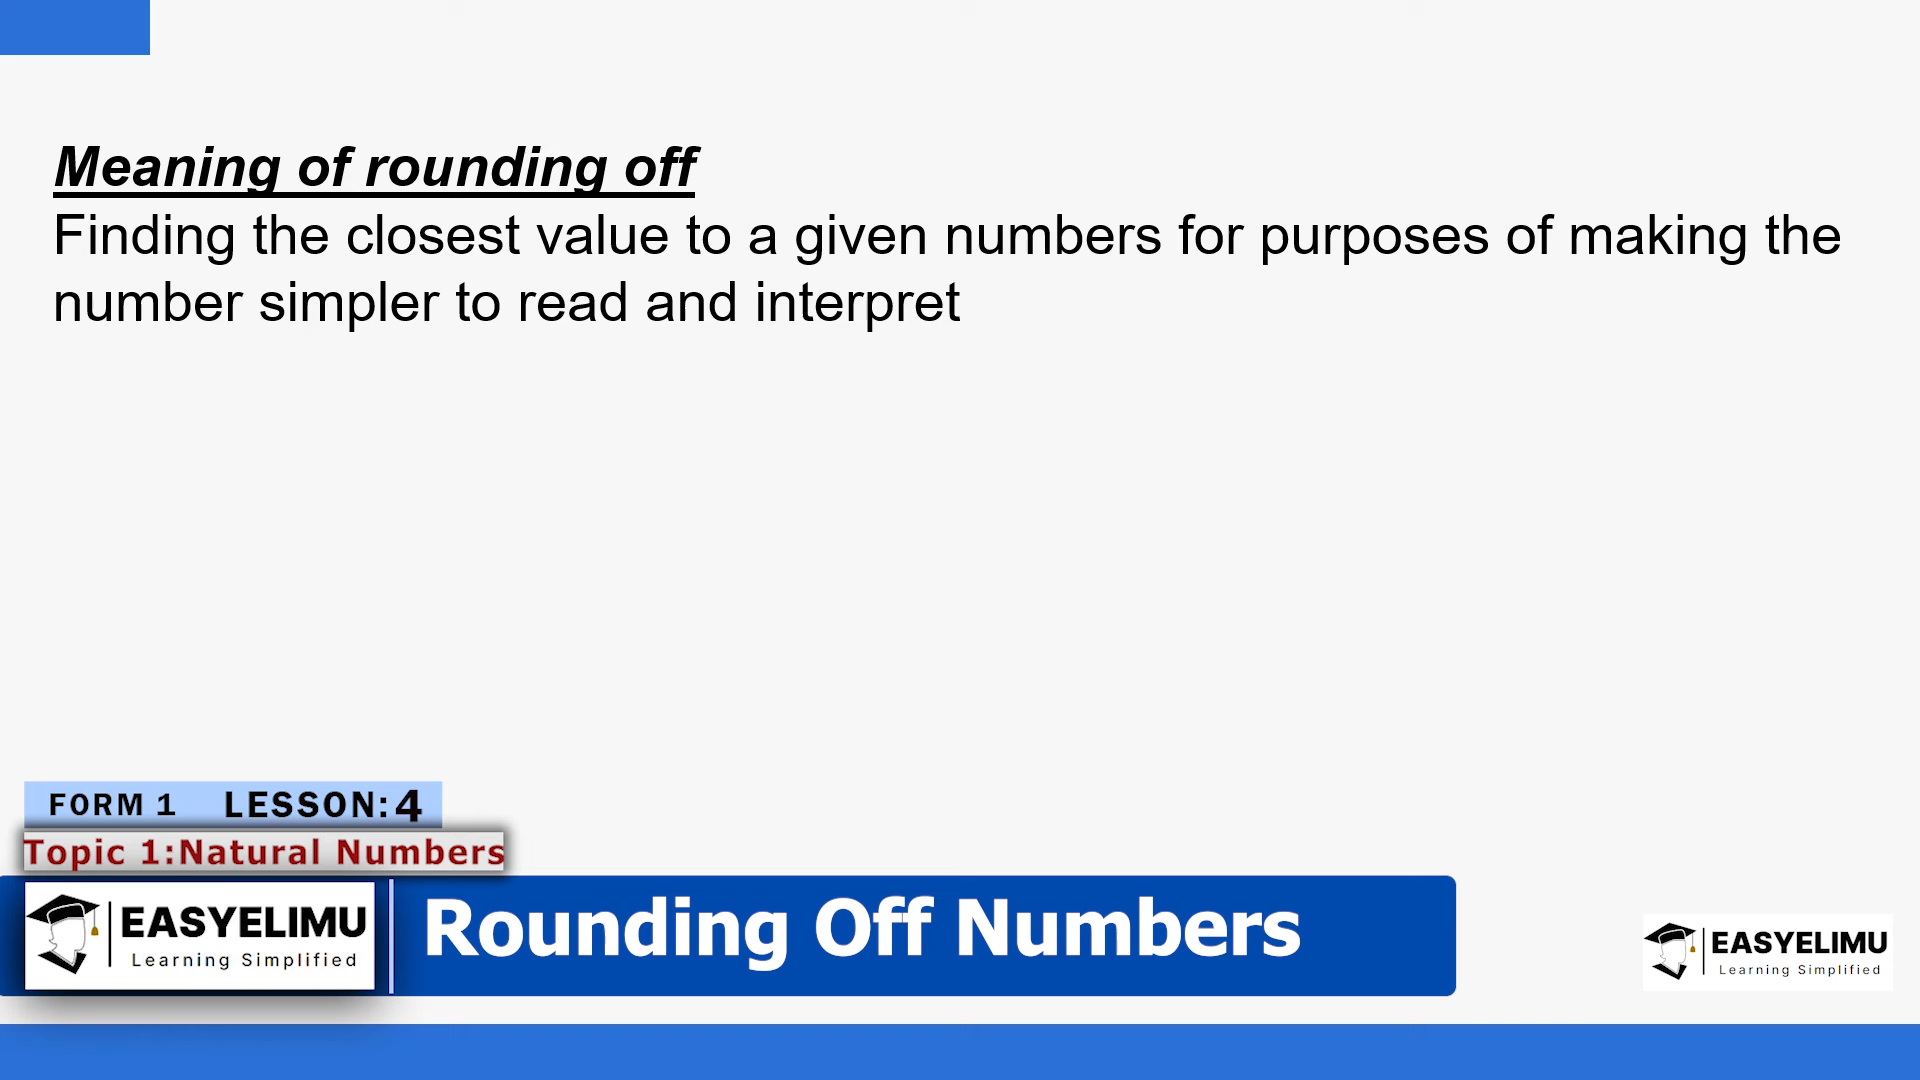 Meaning of rounding off
Finding the closest value to a given numbers for purposes of making the
number simpler to read and interpret
FORM 1 LESSON:4
Topic 1:Natural Numbers
EASYELIMU
Learning Simplified
Rounding Off Numbers
EASYELIMU
Learning Simplified